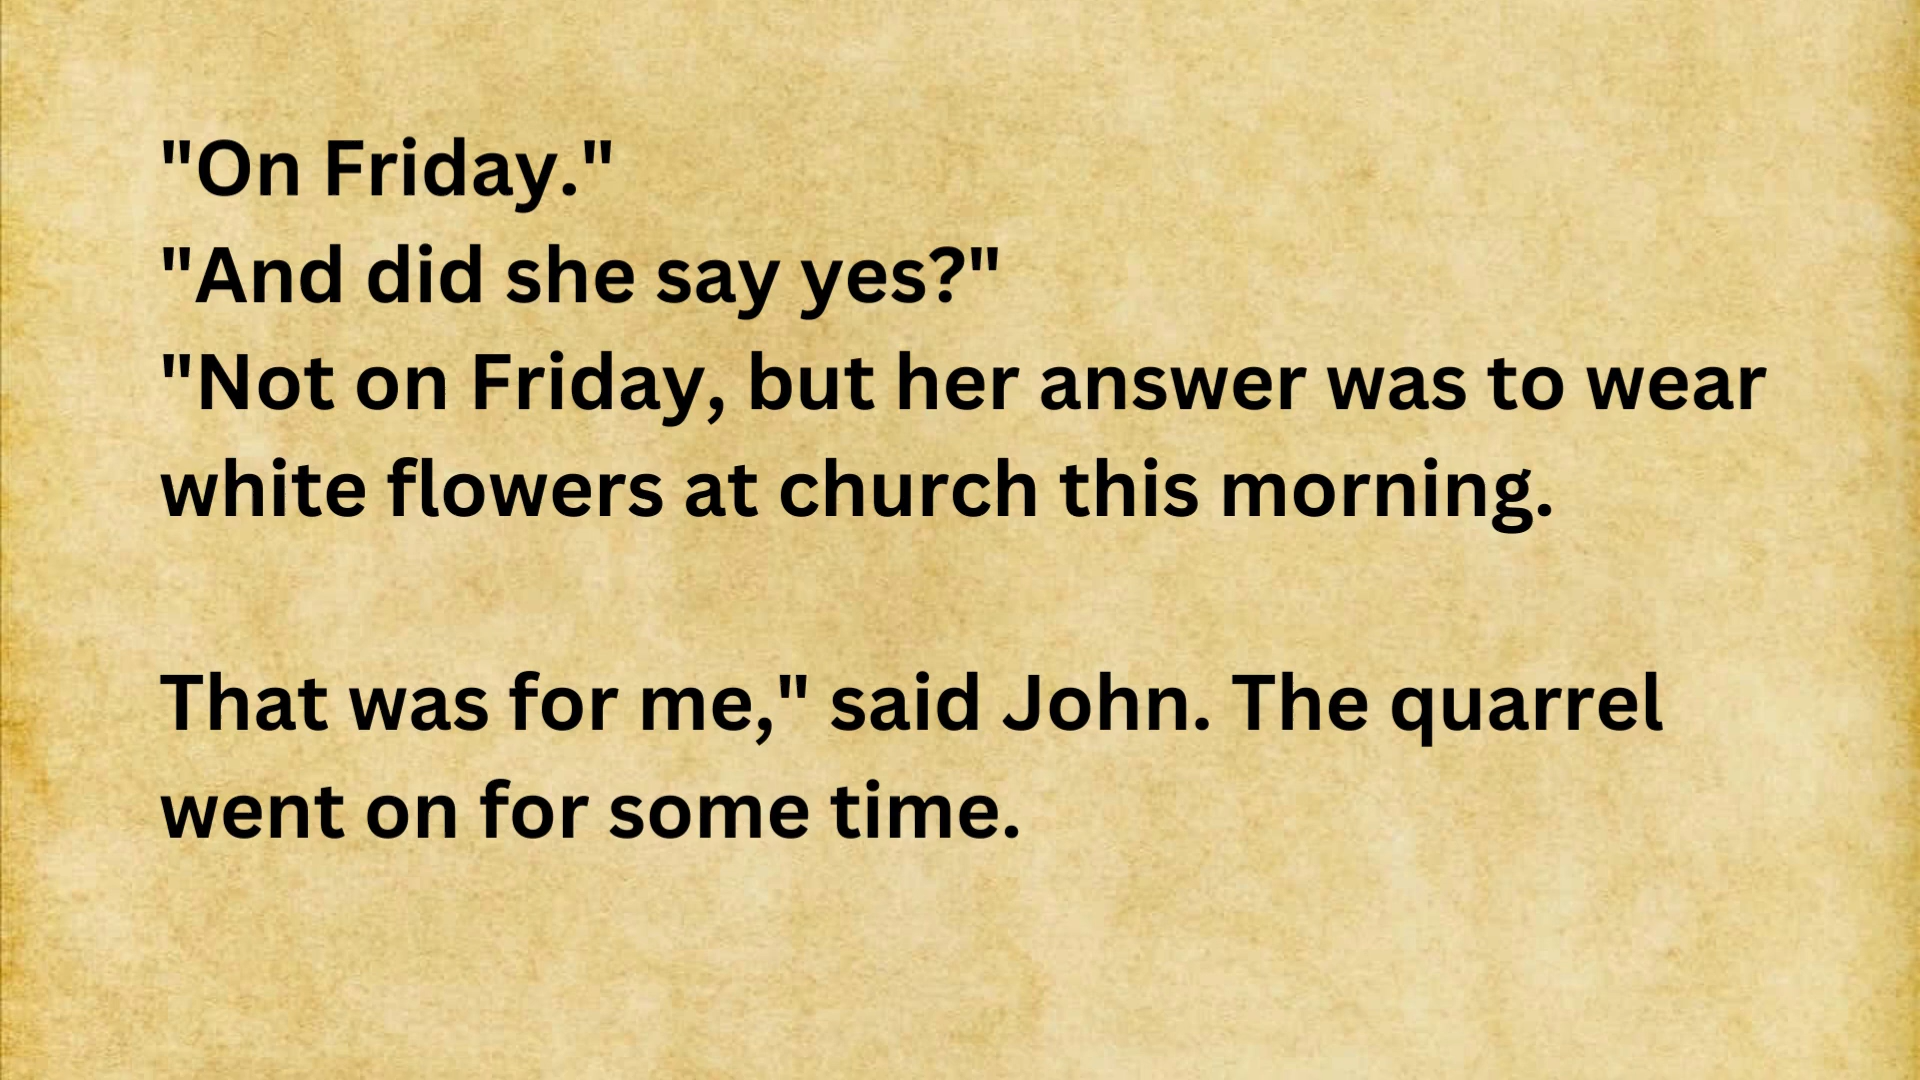 "On Friday."
"And did she say yes?"
"Not on Friday, but her answer was to wear
white flowers at church this morning.
That was for me," said John. The quarrel
went on for some time.